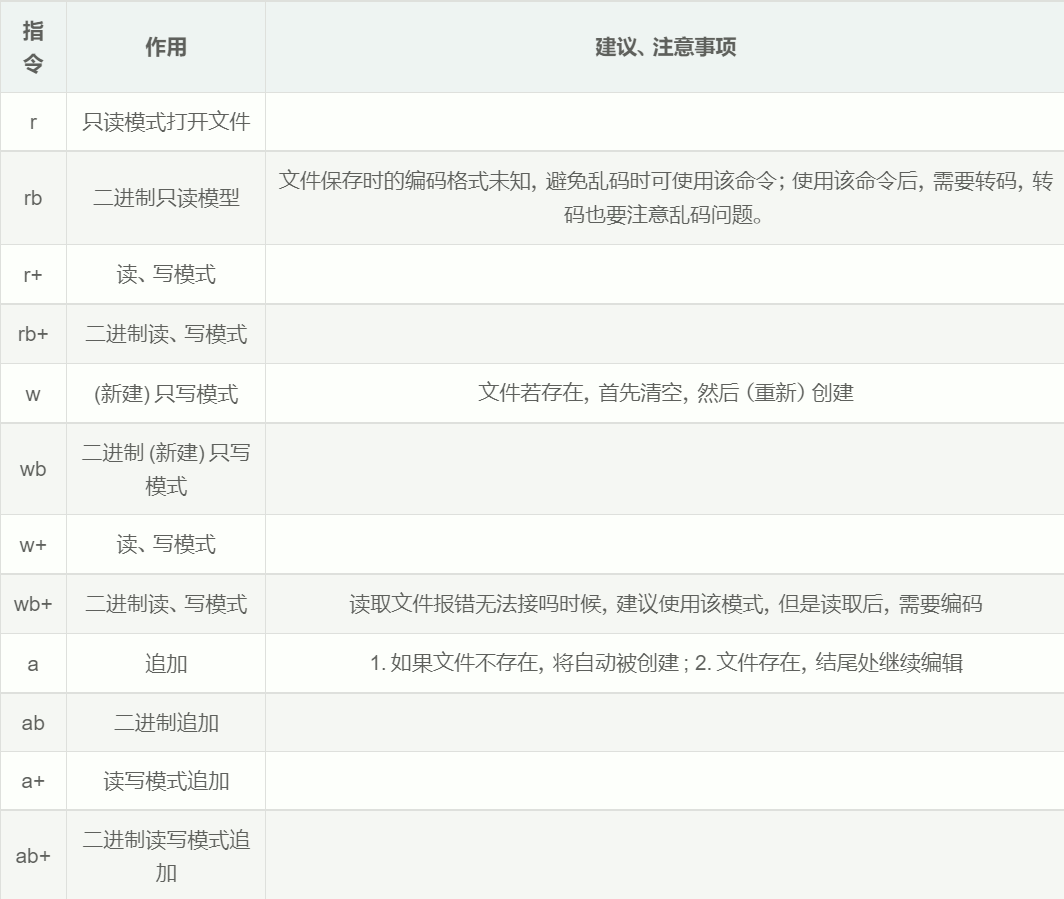 指
令
作用
建议、注意事项
r
只读模式打开文件
rb
二进制只读模型
文件保存时的编码格式未知, 避免乱码时可使用该命令; 使用该命令后, 需要转码, 转
码也要注意乱码问题。
r+
读、写模式
rb+
二进制读、写模式
w
(新建) 只写模式
文件若存在, 首先清空, 然后（重新）创建
wb
二进制 (新建) 只写
模式
w+
读、写模式
wb+
二进制读、写模式
读取文件报错无法接吗时候, 建议使用该模式, 但是读取后, 需要编码
a
追加
1. 如果文件不存在, 将自动被创建 ; 2. 文件存在, 结尾处继续编辑
ab
二进制追加
a+
读写模式追加
ab+
二进制读写模式追
加